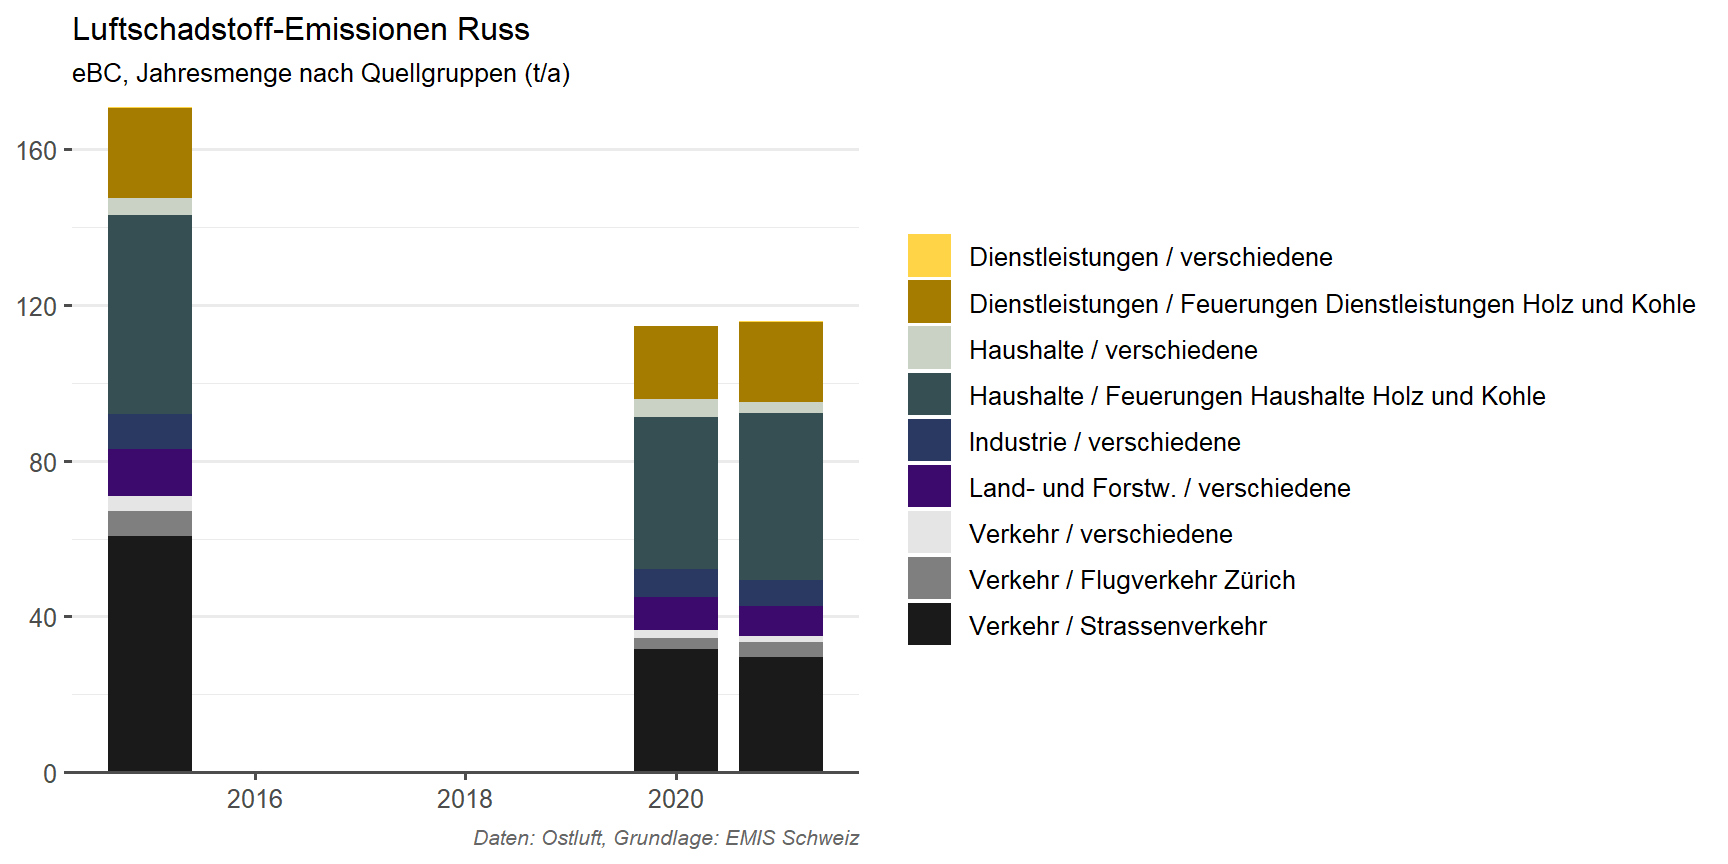 Luftschadstoff-Emissionen Russ
eBC, Jahresmenge nach Quellgruppen (t/a)
160
120
80
40
0
2016
2018
2020
Dienstleistungen / verschiedene
Dienstleistungen / Feuerungen Dienstleistungen Holz und Kohle
Haushalte / verschiedene
Haushalte / Feuerungen Haushalte Holz und Kohle
Industrie / verschiedene
Land- und Forstw. / verschiedene
Verkehr / verschiedene
Verkehr / Flugverkehr Zürich
Verkehr / Strassenverkehr
Daten: Ostluft, Grundlage: EMIS Schweiz